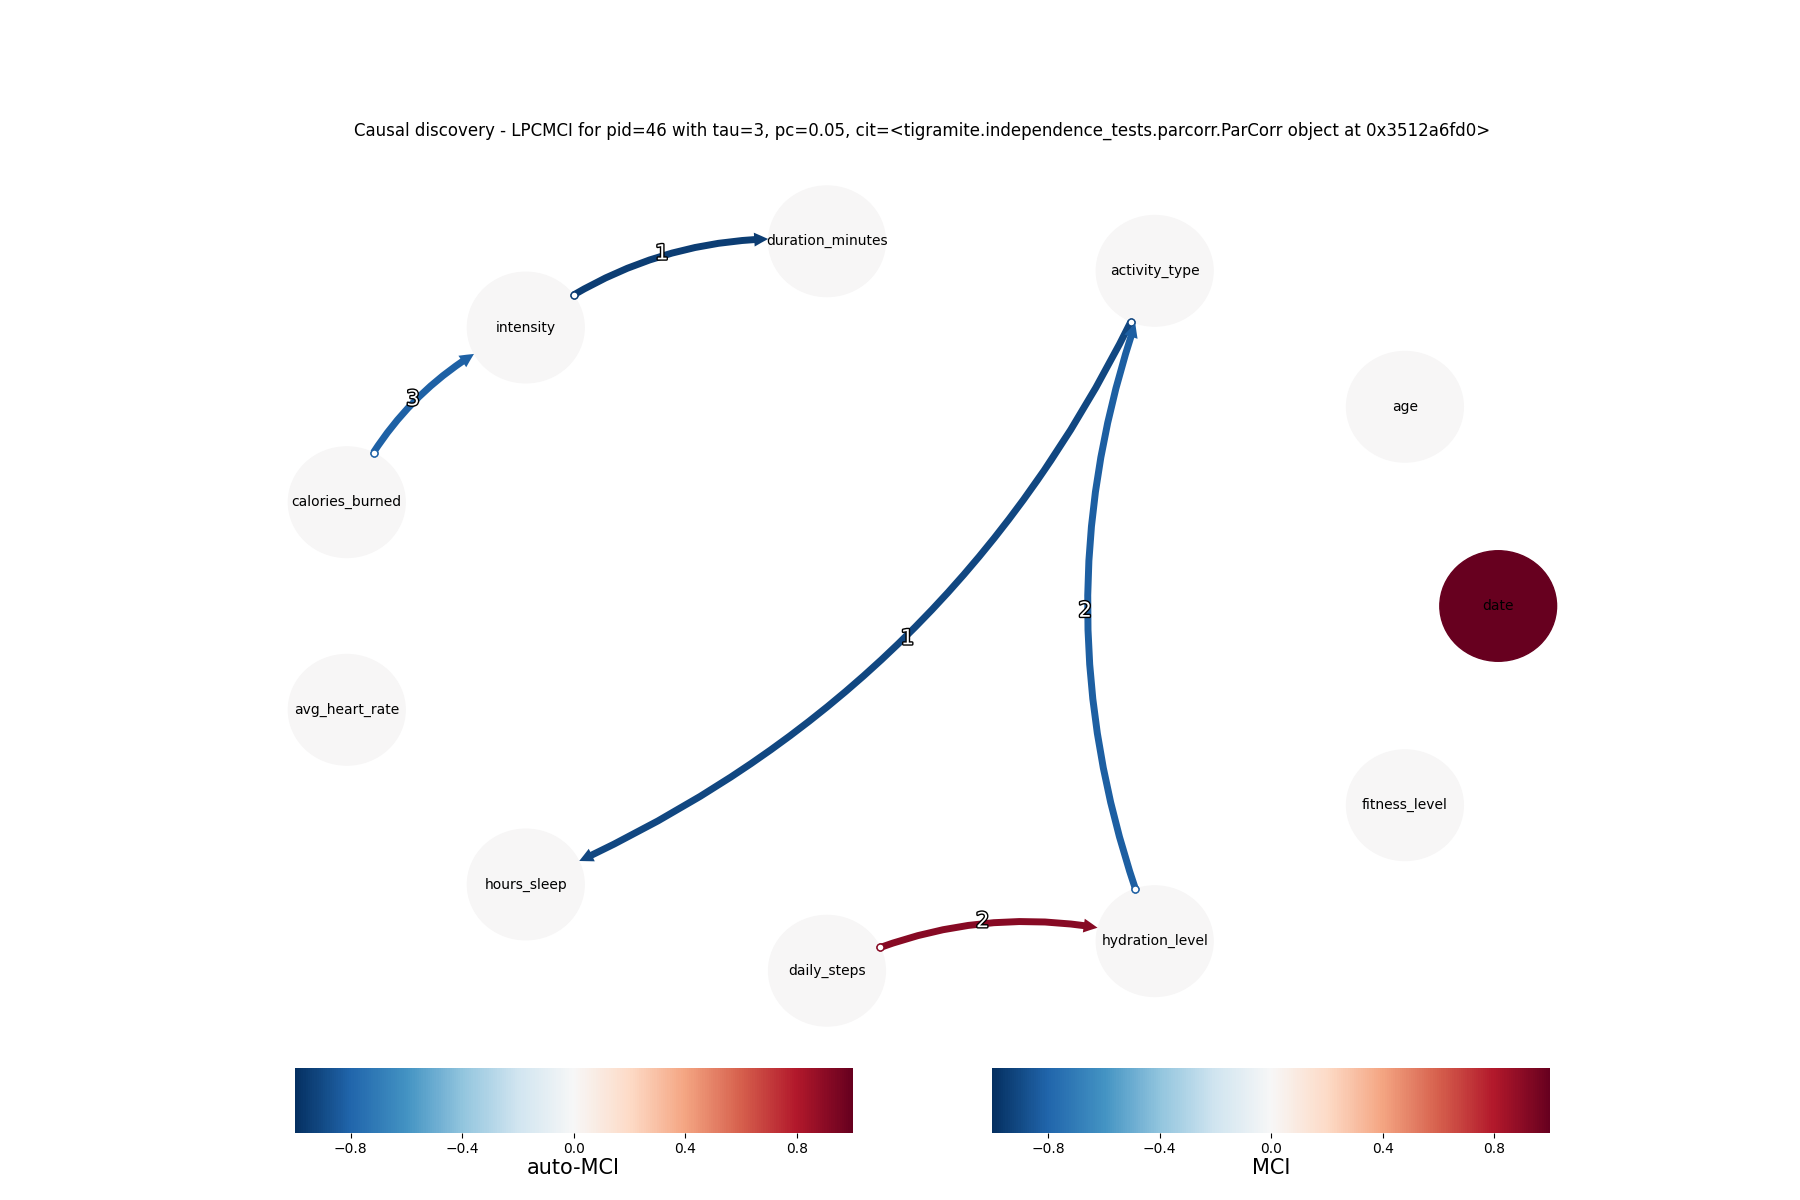 Causal discovery - LPCMCI for pid=46 with tau=3, pc=0.05, cit=<tigramite.independence_tests.parcorr.ParCorr object at 0x3512a6fd0>
duration_minutes
1
activity_type
intensity
3
age
calories_burned
date
2
1
avg_heart_rate
fitness_level
hours_sleep
2
hydration_level
daily_steps
−0.8 −0.4 0.0 0.4 0.8
auto-MCI
−0.8 −0.4 0.0 0.4 0.8
MCI